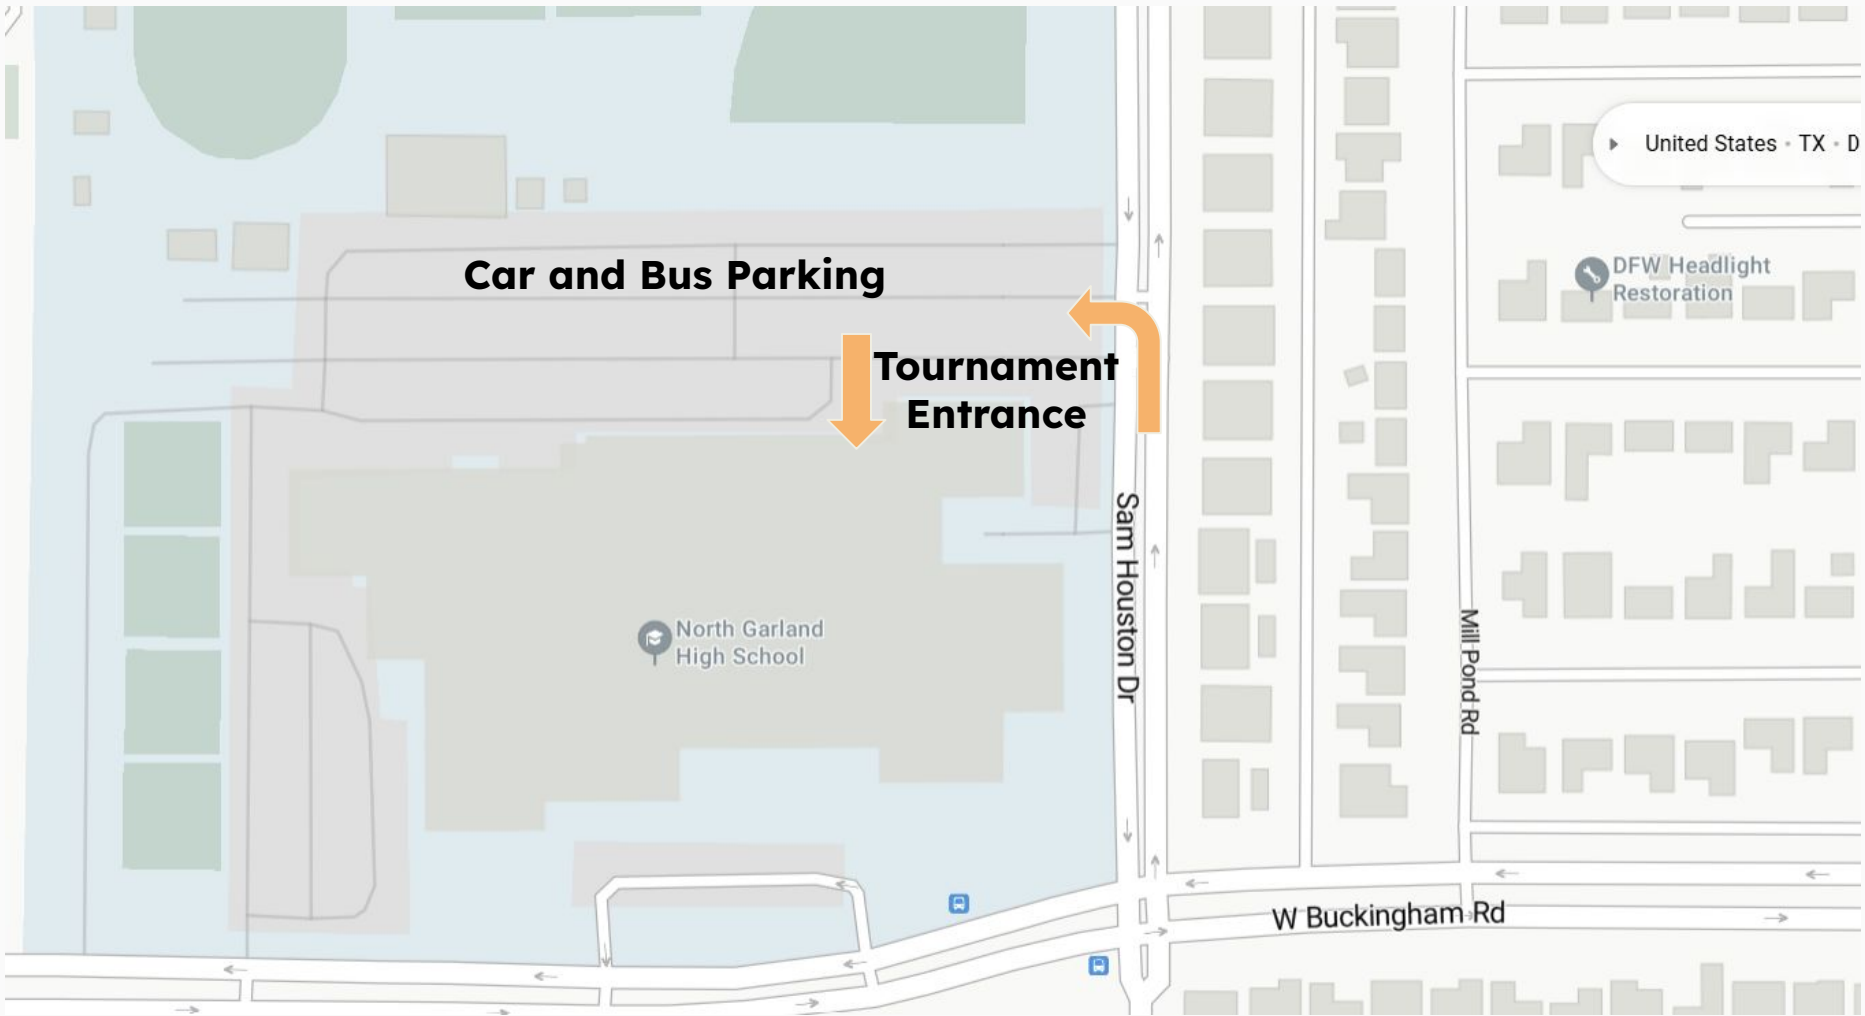 United States • TX • D
DFW Headlight
Restoration
Car and Bus Parking
Tournament
Entrance
Sam Houston Dr
North Garland
High School
Mill Pond Rd
W Buckingham Rd